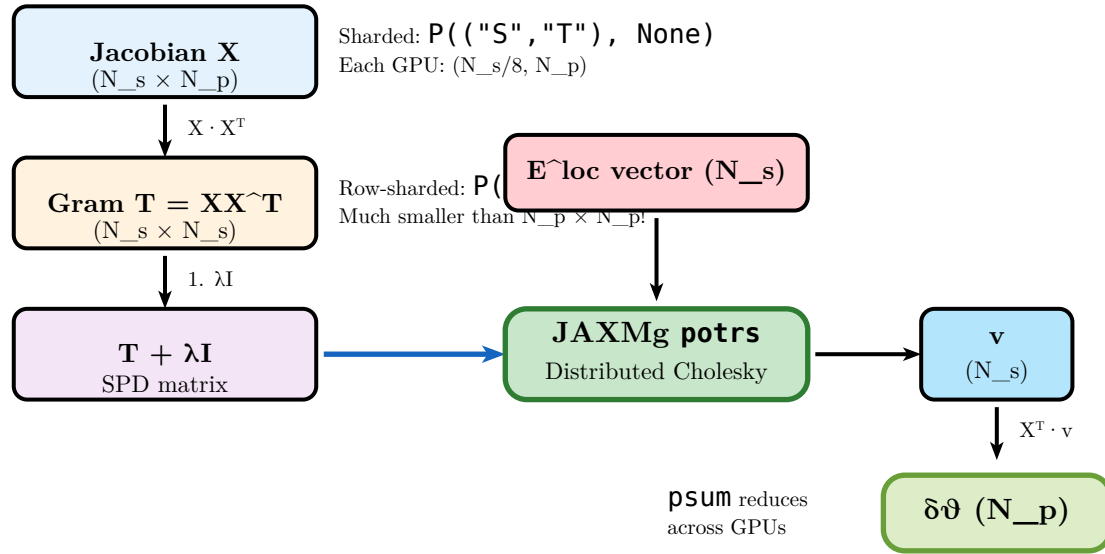 Jacobian X
(N_s × N_p)
Sharded: P(("S","T"), None)
Each GPU: (N_s/8, N_p)
X · Xᵀ
Gram T = XX^T
(N_s × N_s)
Row-sharded: P(
Much smaller than N_p × N_p!
E^loc vector (N_s)
1. λI
T + λI
SPD matrix
JAXMg potrs
Distributed Cholesky
v
(N_s)
Xᵀ · v
psum reduces
across GPUs
δϑ (N_p)